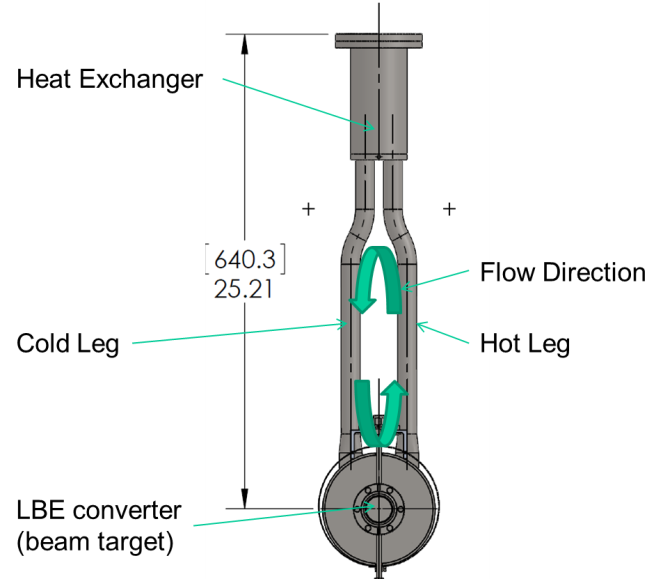 Heat Exchanger
[640.3]
25.21
Flow Direction
Cold Leg
Hot Leg
LBE converter
(beam target)